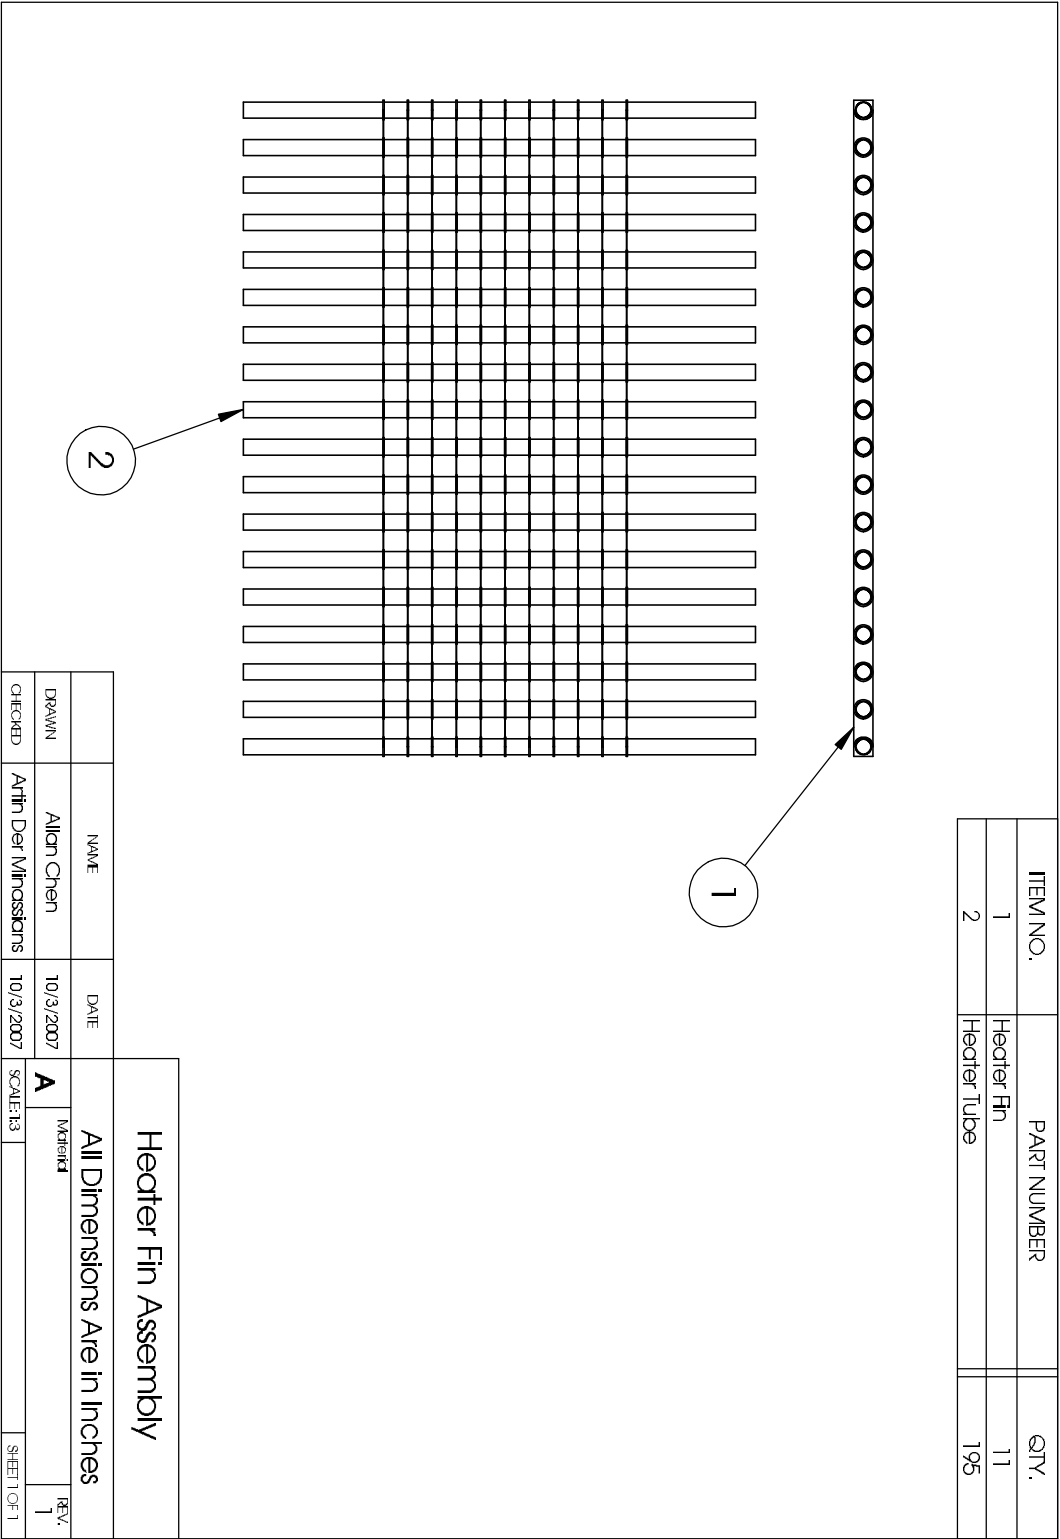 ITEM NO. PART NUMBER QTY.
1 Heater Fin 11
2 Heater Tube 195
1
2
Heater Fin Assembly
NAME DATE All Dimensions Are in Inches
DRAWN Allan Chen 10/3/2007
CHECKED Artin Der Minassians 10/3/2007
A Material REV. 1
SCALE:1:3 SHEET 1 OF 1